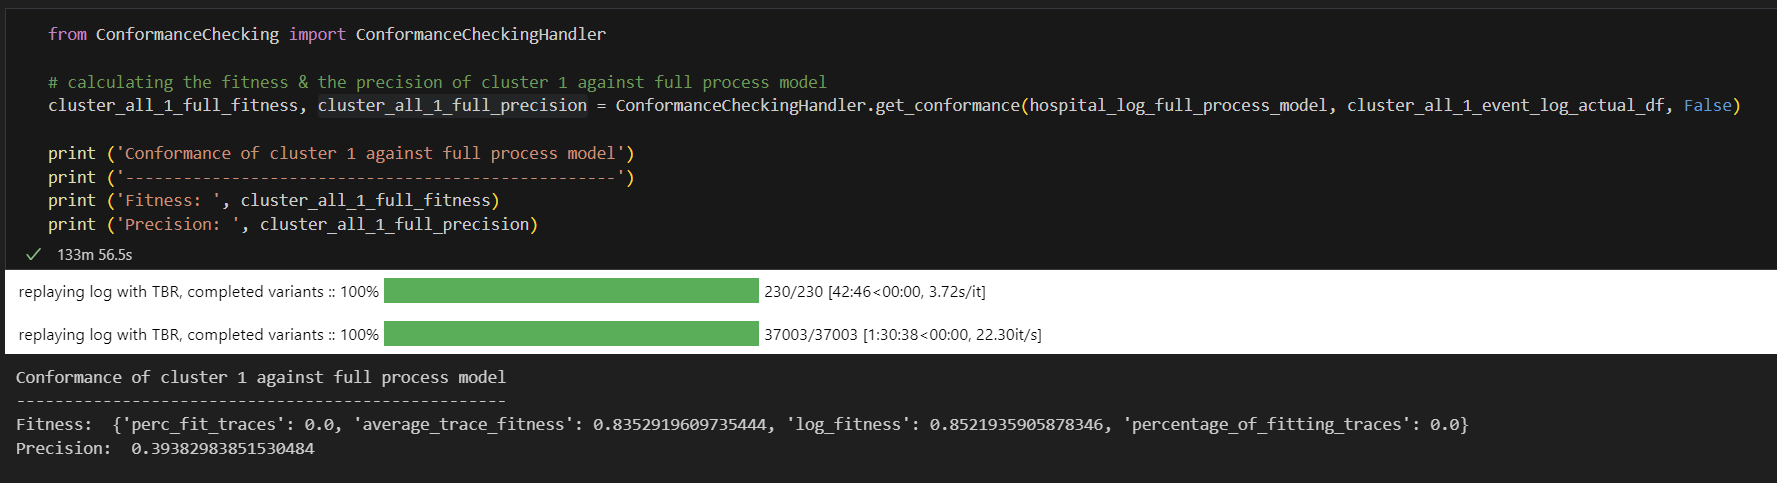 from ConformanceChecking import ConformanceCheckingHandler
# calculating the fitness & the precision of cluster 1 against full process model
cluster_all_1_full_fitness, cluster_all_1_full_precision = ConformanceCheckingHandler.get_conformance(hospital_log_full_process_model, cluster_all_1_event_log_actual_df, False)
print ('Conformance of cluster 1 against full process model')
print ('---------------------------------------------------')
print ('Fitness: ', cluster_all_1_full_fitness)
print ('Precision: ', cluster_all_1_full_precision)
133m 56.5s
replaying log with TBR, completed variants :: 100% 230/230 [42:46<00:00, 3.72s/it]
replaying log with TBR, completed variants :: 100% 37003/37003 [1:30:38<00:00, 22.30it/s]
Conformance of cluster 1 against full process model
---------------------------------------------------
Fitness:  {'perc_fit_traces': 0.0, 'average_trace_fitness': 0.8352919609735444, 'log_fitness': 0.8521935905878346, 'percentage_of_fitting_traces': 0.0}
Precision:  0.39382983851530484